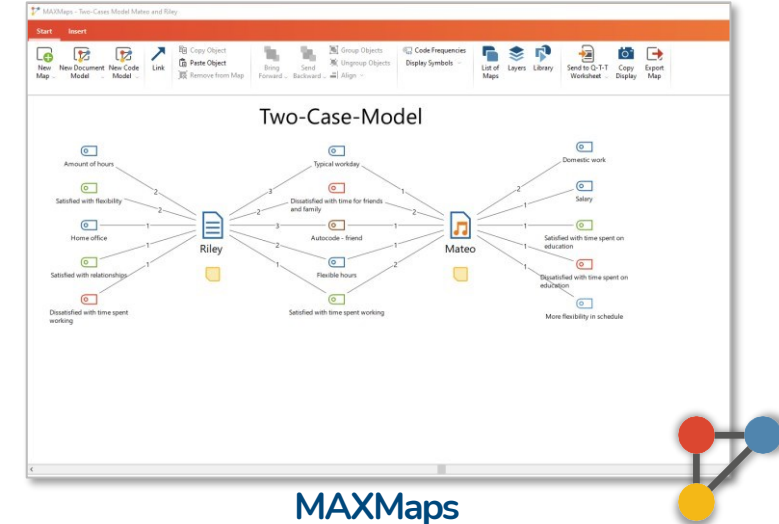 MAXMaps - Two-Cases Model Mateo and Riley
Start Insert
New Map
New Document Model
New Code Model
Link
Copy Object
Paste Object
Remove from Map
Bring Forward
Send Backward
Group Objects
Ungroup Objects
Align
Code Frequencies
Display Symbols
List of Maps
Layers
Library
Send to Q-T-T Worksheet
Copy Display
Export Map
Two-Case-Model
Amount of hours
Satisfied with flexibility
Home office
Satisfied with relationships
Dissatisfied with time spent
working
2
2
1
1
1
Riley
3
2
3
2
1
Typical workday
Dissatisfied with time for friends
and family
Autocode - friend
Flexible hours
Satisfied with time spent working
1
2
1
1
2
Mateo
2
1
1
1
1
Domestic work
Salary
Satisfied with time spent on
education
Dissatisfied with time spent on
education
More flexibility in schedule
MAXMaps